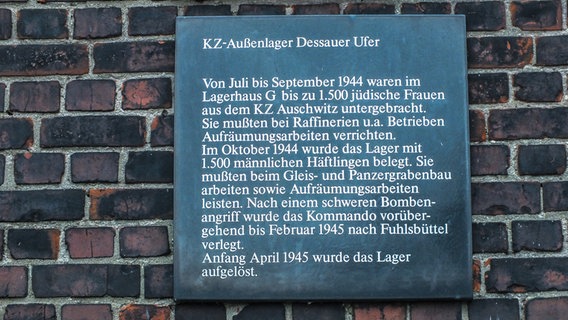 KZ-Außenlager Dessauer Ufer
Von Juli bis September 1944 waren im
Lagerhaus G bis zu 1.500 jüdische Frauen
aus dem KZ Auschwitz untergebracht.
Sie mußten bei Raffinerien u.a. Betrieben
Aufräumungsarbeiten verrichten.
Im Oktober 1944 wurde das Lager mit
1.500 männlichen Häftlingen belegt. Sie
mußten beim Gleis- und Panzergrabenbau
arbeiten sowie Aufräumungsarbeiten
leisten. Nach einem schweren Bomben-
angriff wurde das Kommando vorüber-
gehend bis Februar 1945 nach Fuhlsbüttel
verlegt.
Anfang April 1945 wurde das Lager
aufgelöst.